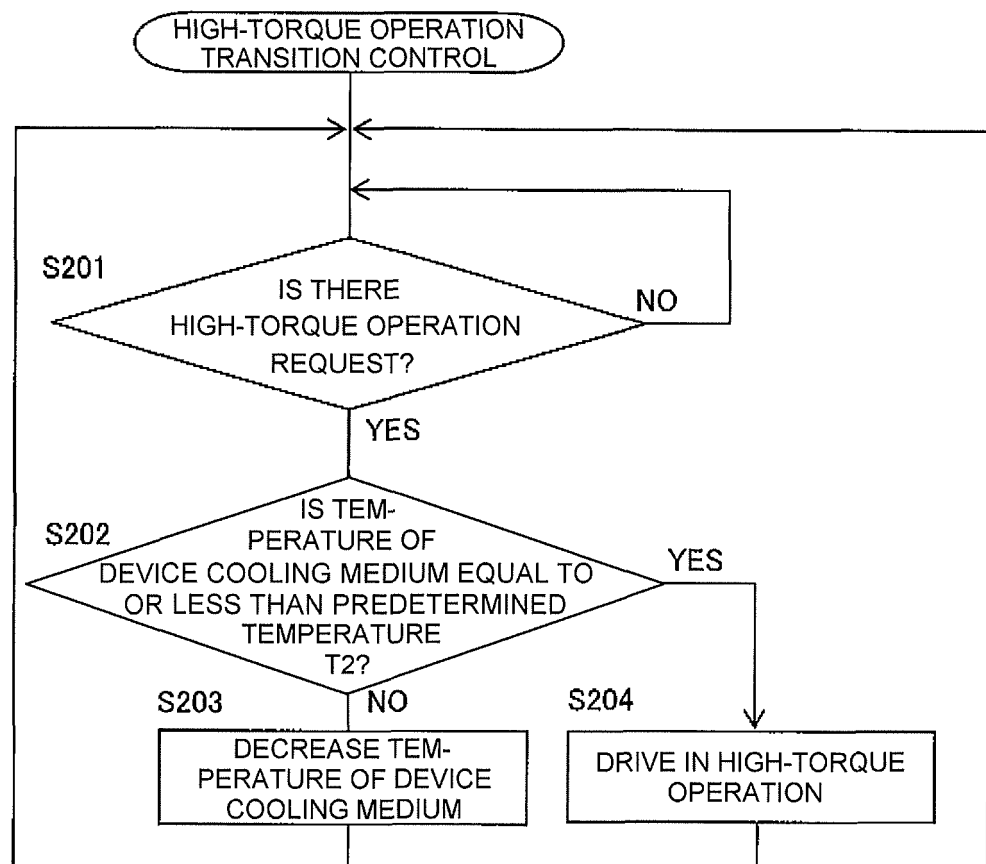 HIGH-TORQUE OPERATION
TRANSITION CONTROL
S201
IS THERE
HIGH-TORQUE OPERATION
REQUEST?
NO
YES
S202
IS TEM-
PERATURE OF
DEVICE COOLING MEDIUM EQUAL TO
OR LESS THAN PREDETERMINED
TEMPERATURE
T2?
YES
NO
S203
DECREASE TEM-
PERATURE OF DEVICE
COOLING MEDIUM
S204
DRIVE IN HIGH-TORQUE
OPERATION